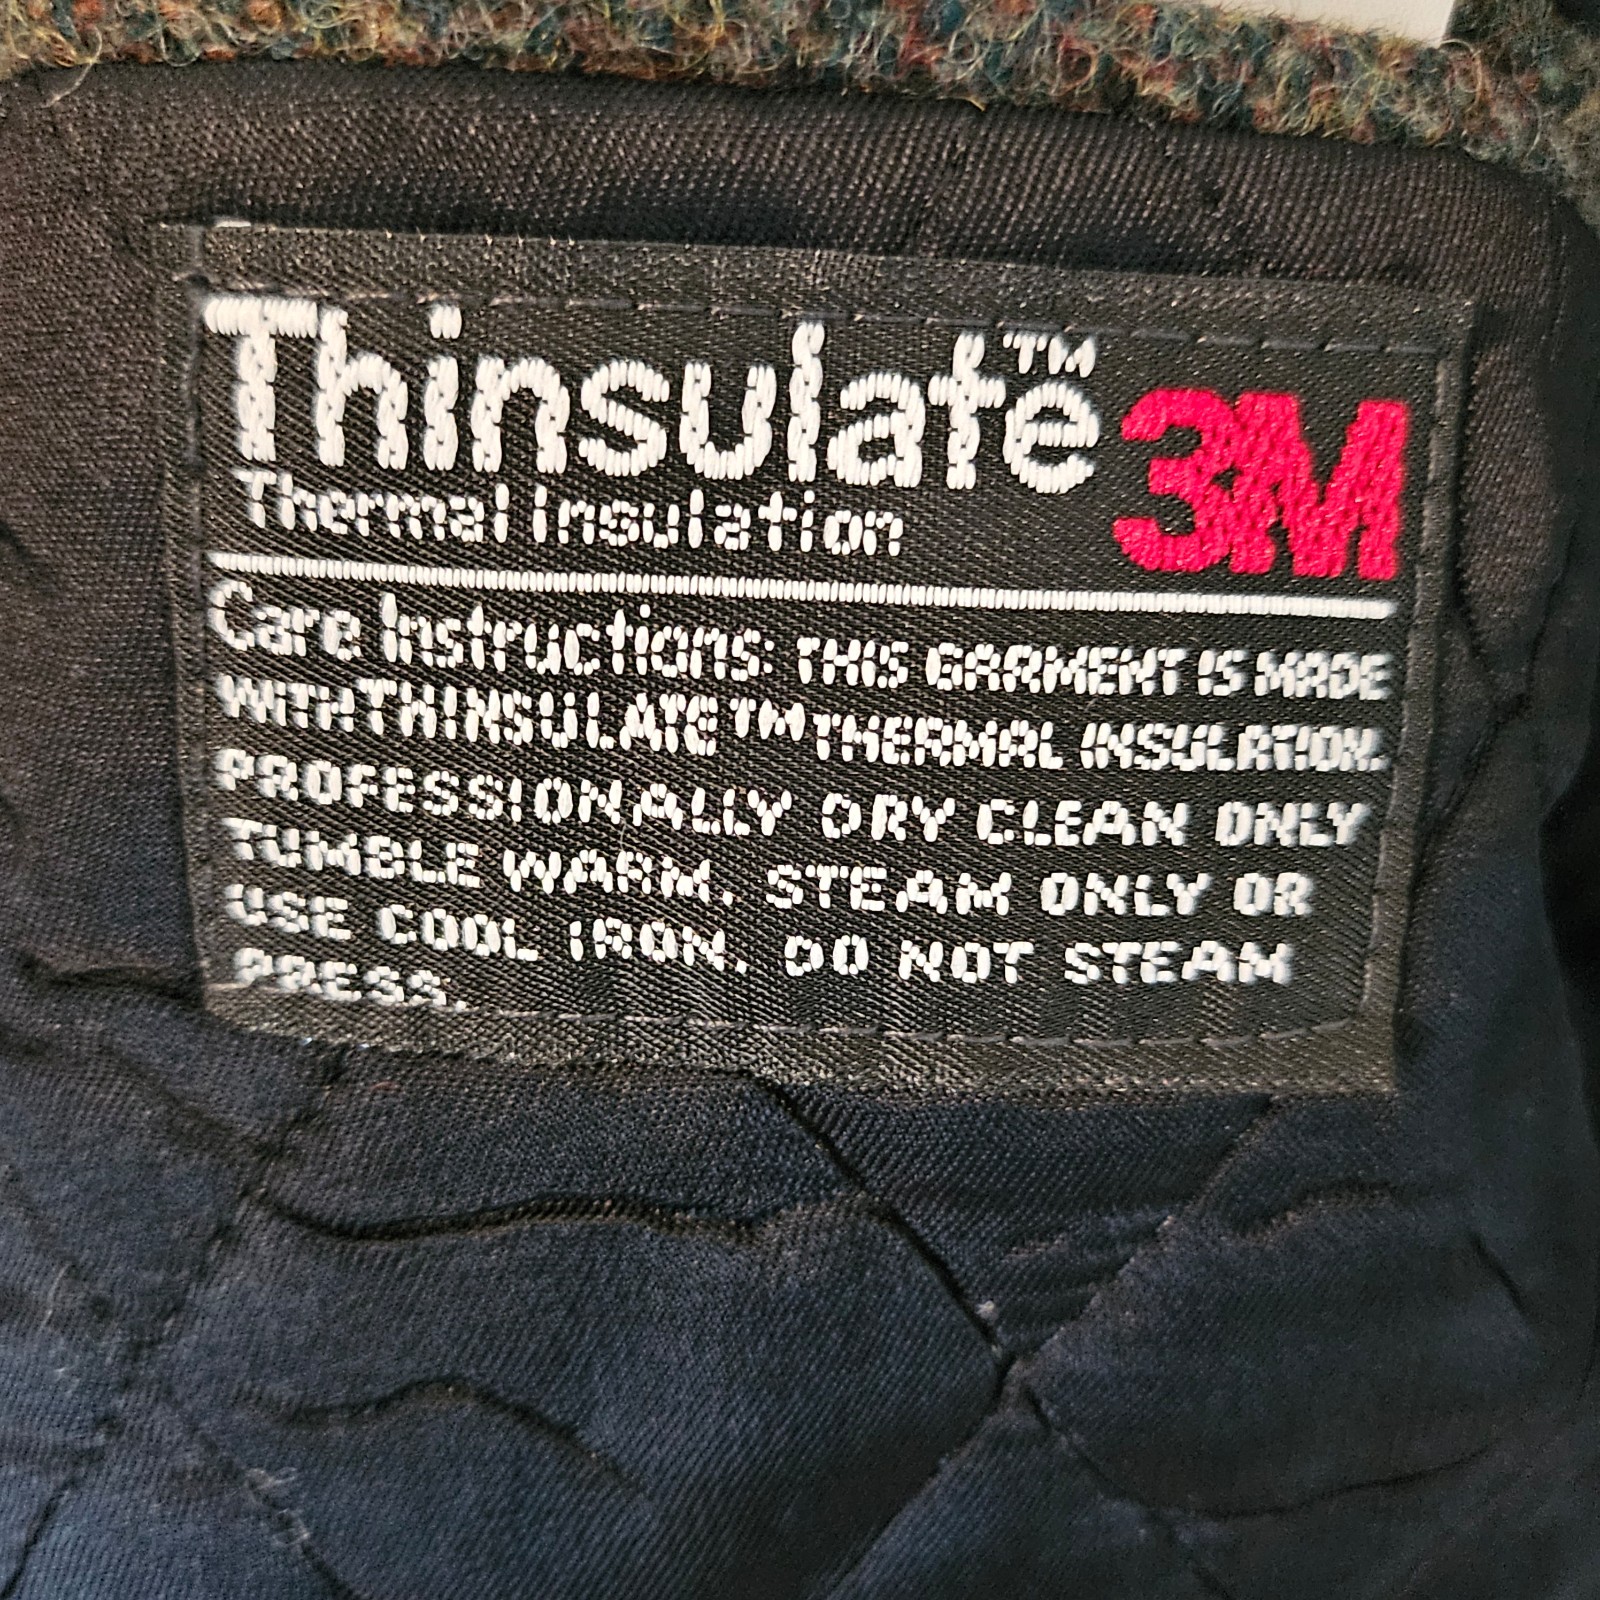 Thinsulate™ 3M
Thermal Insulation
Care Instructions: THIS GARMENT IS MADE
WITH THINSULATE™ THERMAL INSULATION.
PROFESSIONALLY DRY CLEAN ONLY
TUMBLE WARM. STEAM ONLY OR
USE COOL IRON. DO NOT STEAM
PRESS.